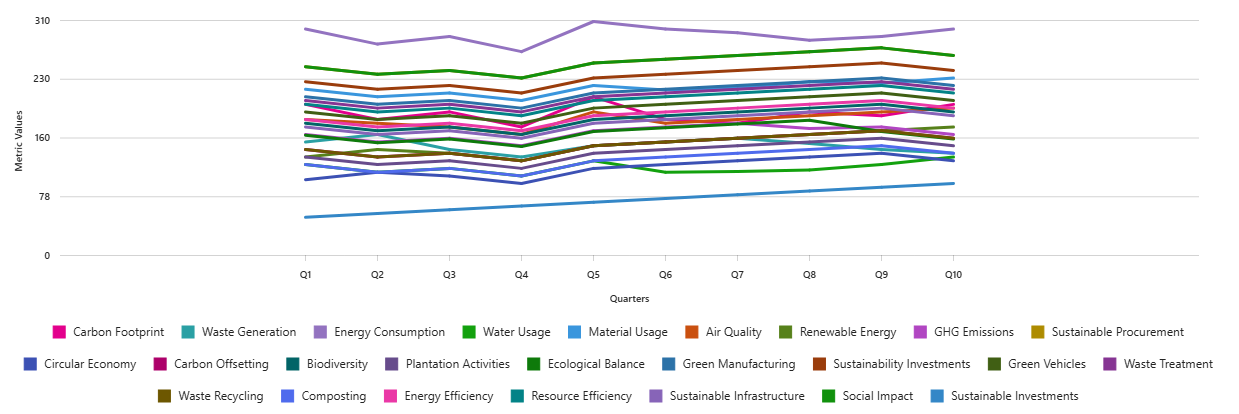 310
230
160
78
0
Metric Values
Q1 Q2 Q3 Q4 Q5 Q6 Q7 Q8 Q9 Q10
Quarters
Carbon Footprint Waste Generation Energy Consumption Water Usage Material Usage Air Quality Renewable Energy GHG Emissions Sustainable Procurement
Circular Economy Carbon Offsetting Biodiversity Plantation Activities Ecological Balance Green Manufacturing Sustainability Investments Green Vehicles Waste Treatment
Waste Recycling Composting Energy Efficiency Resource Efficiency Sustainable Infrastructure Social Impact Sustainable Investments